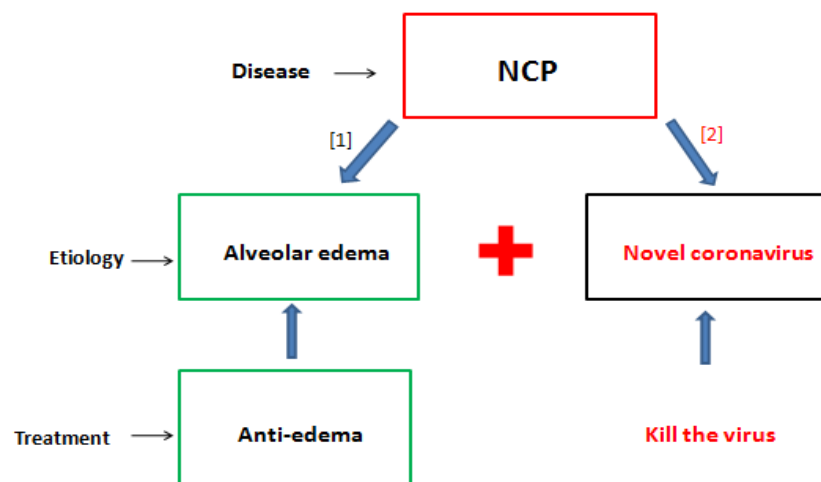 Disease
NCP
[1]
[2]
Etiology
Alveolar edema
Novel coronavirus
Treatment
Anti-edema
Kill the virus